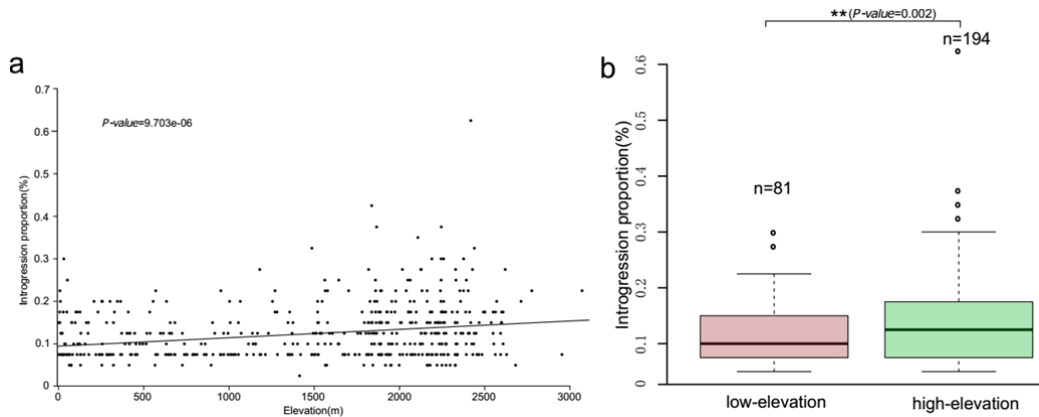 a
0.7
0.6
0.5
0.4
0.3
0.2
0.1
0
Introgression proportion(%)
P-value=9.703e-06
0
500
1000
1500
2000
2500
3000
Elevation(m)
b
**(P-value=0.002)
n=194
n=81
0.6
0.5
0.4
0.3
0.2
0.1
0
Introgression proportion(%)
low-elevation
high-elevation